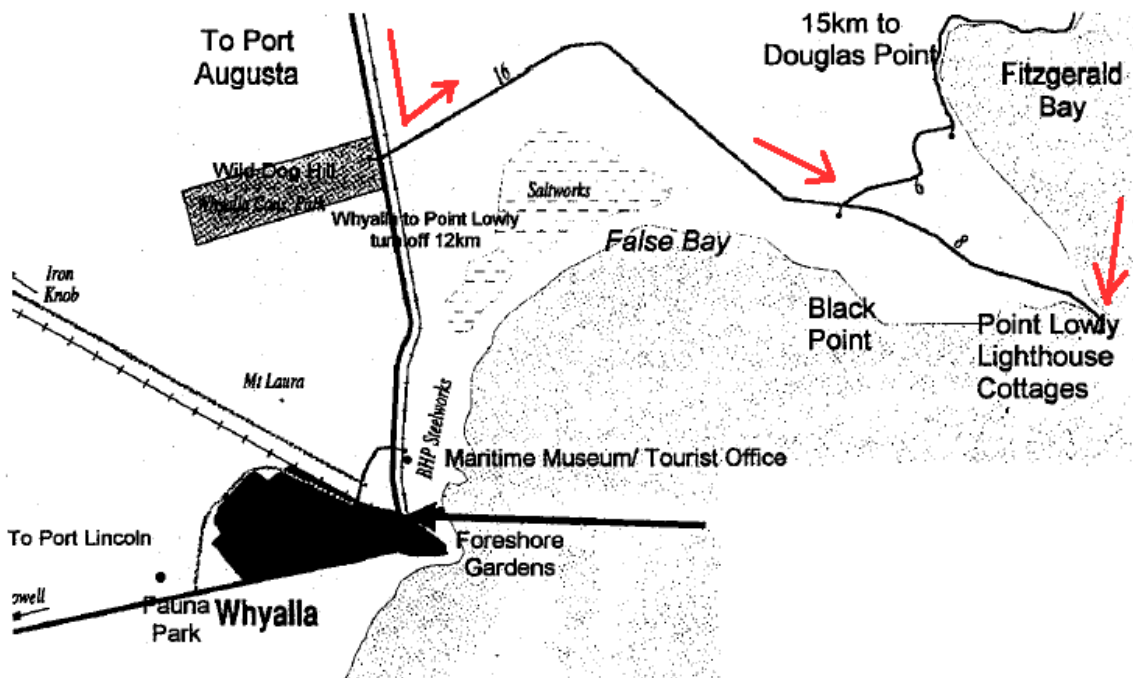 To Port
Augusta
16
15km to
Douglas Point
Fitzgerald
Bay
Wild Dog Hill
Whyalla Cons. Park
Saltworks
6
Whyalla to Point Lowly
turn off 12km
False Bay
8
Iron
Knob
Black
Point
Point Lowly
Lighthouse
Cottages
Mt Laura
BHP Steelworks
Maritime Museum/ Tourist Office
To Port Lincoln
Foreshore
Gardens
Fauna
Park
Whyalla